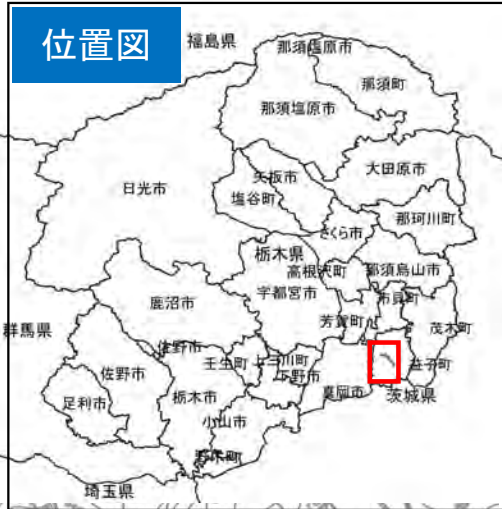 位置図
福島県
那須塩原市
那須町
那須塩原市
大田原市
矢板市
日光市
塩谷町
那珂川町
さくら市
栃木県
高根沢町
那須烏山市
宇都宮市
市貝町
鹿沼市
芳賀町
茂木町
群馬県
佐野市
壬生町
上三川町
益子町
佐野市
下野市
真岡市
茨城県
足利市
栃木市
小山市
野木町
埼玉県